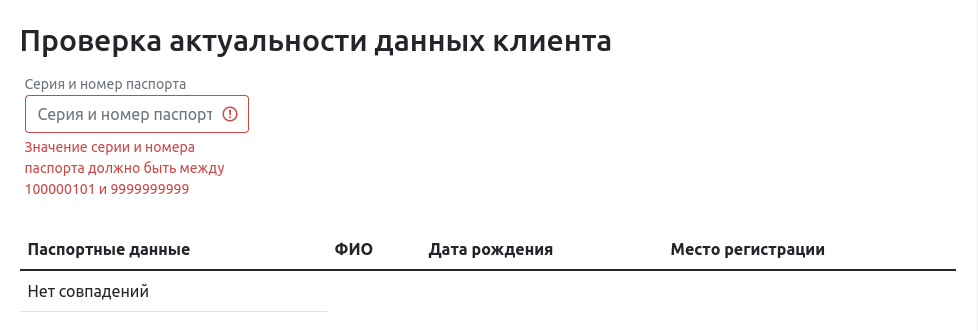 Проверка актуальности данных клиента
Серия и номер паспорта
Серия и номер паспорт
Значение серии и номера
паспорта должно быть между
100000101 и 9999999999
Паспортные данные ФИО Дата рождения Место регистрации
Нет совпадений